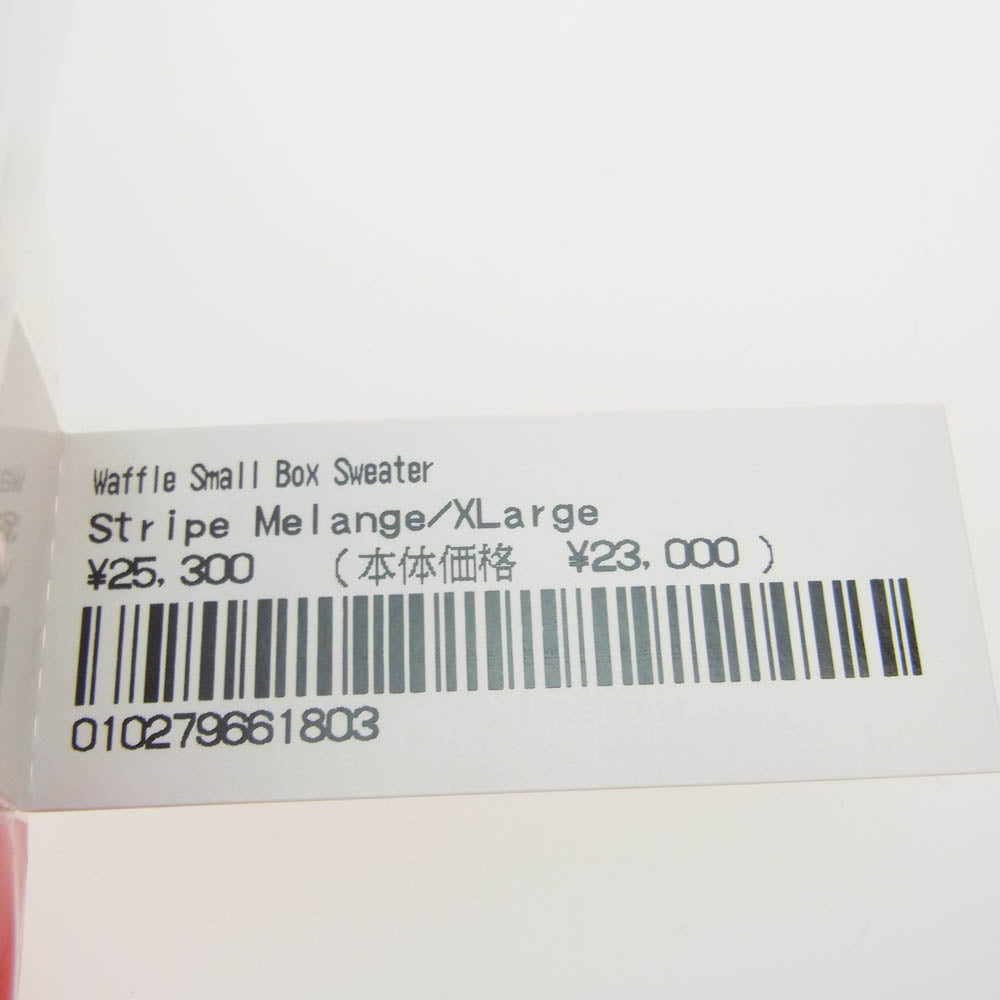 Waffle Small Box Sweater
Stripe Melange/XLarge
¥25,300 (本体価格 ¥23,000)
010279661803